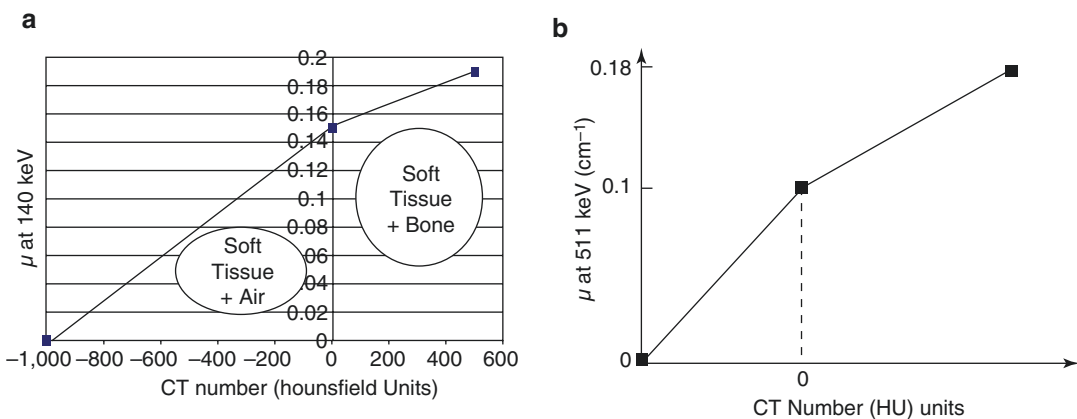 a
0.2
0.18
0.16
0.14
0.12
0.1
0.08
0.06
0.04
0.02
0
μ at 140 keV
Soft
Tissue
+ Bone
Soft
Tissue
+ Air
–1,000 –800 –600 –400 –200 0 200 400 600
CT number (hounsfield Units)
b
0.18
0.1
0
μ at 511 keV (cm⁻¹)
0
CT Number (HU) units